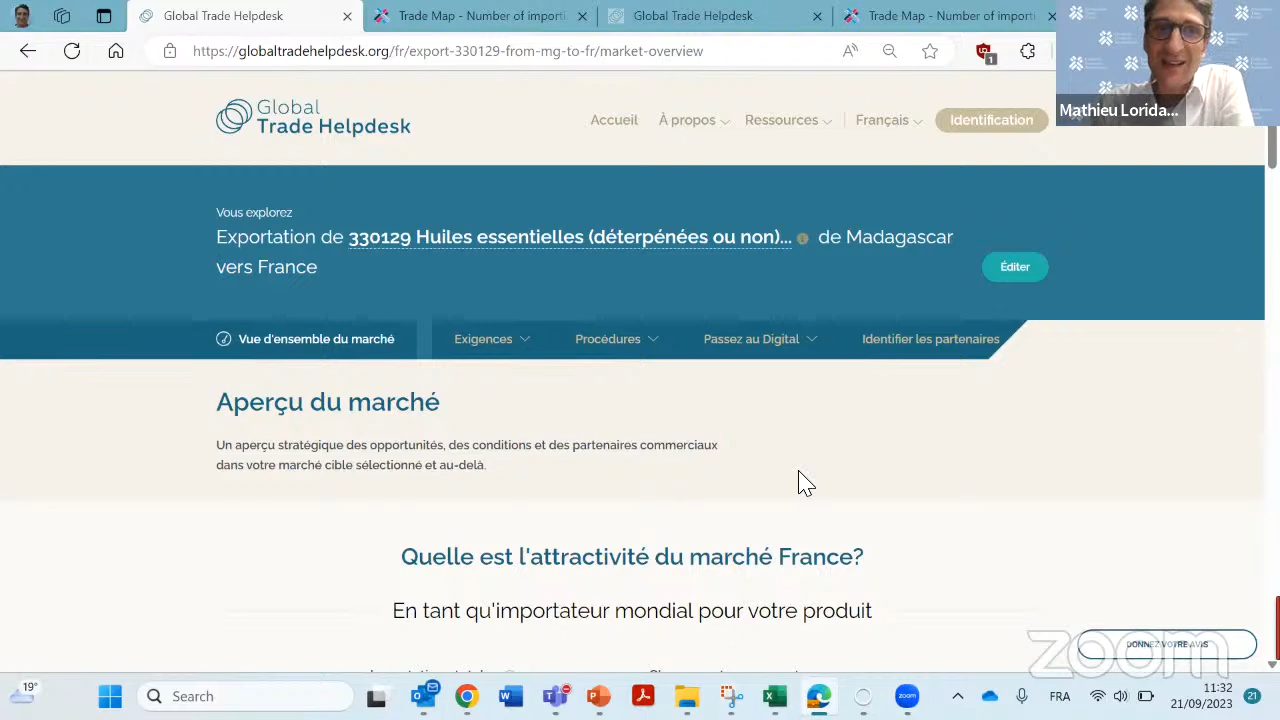 Global Trade Helpdesk
Trade Map - Number of importi
Global Trade Helpdesk
Trade Map - Number of importi
https://globaltradehelpdesk.org/fr/export-330129-from-mg-to-fr/market-overview
1
Mathieu Lorida...
Global
Trade Helpdesk
Accueil
À propos
Ressources
Français
Identification
Vous explorez
Exportation de 330129 Huiles essentielles (déterpénées ou non)... de Madagascar
vers France
Éditer
Vue d'ensemble du marché
Exigences
Procédures
Passez au Digital
Identifier les partenaires
Aperçu du marché
Un aperçu stratégique des opportunités, des conditions et des partenaires commerciaux
dans votre marché cible sélectionné et au-delà.
Quelle est l'attractivité du marché France?
En tant qu'importateur mondial pour votre produit
DONNEZ VOTRE AVIS
zoom
19°
Search
zoom
FRA
11:32
21/09/2023
21